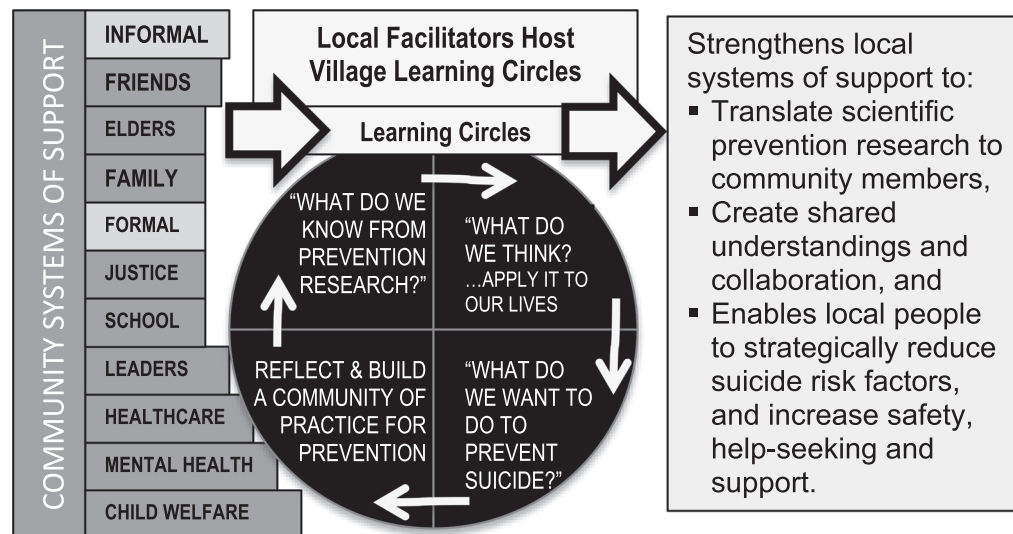 COMMUNITY SYSTEMS OF SUPPORT
INFORMAL
FRIENDS
ELDERS
FAMILY
FORMAL
JUSTICE
SCHOOL
LEADERS
HEALTHCARE
MENTAL HEALTH
CHILD WELFARE
Local Facilitators Host
Village Learning Circles
Learning Circles
“WHAT DO WE
KNOW FROM
PREVENTION
RESEARCH?”
“WHAT DO
WE THINK?
...APPLY IT TO
OUR LIVES
“WHAT DO
WE WANT TO
DO TO
PREVENT
SUICIDE?”
REFLECT & BUILD
A COMMUNITY OF
PRACTICE FOR
PREVENTION
Strengthens local
systems of support to:
▪ Translate scientific
prevention research to
community members,
▪ Create shared
understandings and
collaboration, and
▪ Enables local people
to strategically reduce
suicide risk factors,
and increase safety,
help-seeking and
support.